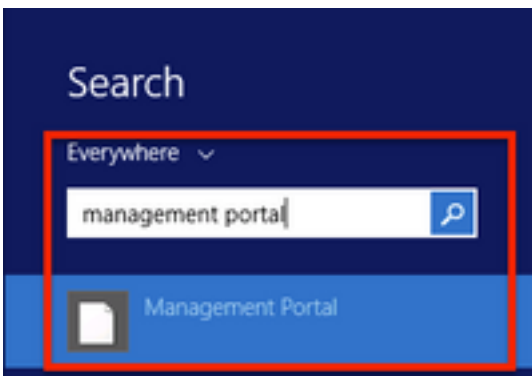 Search
Everywhere
management portal
Management Portal